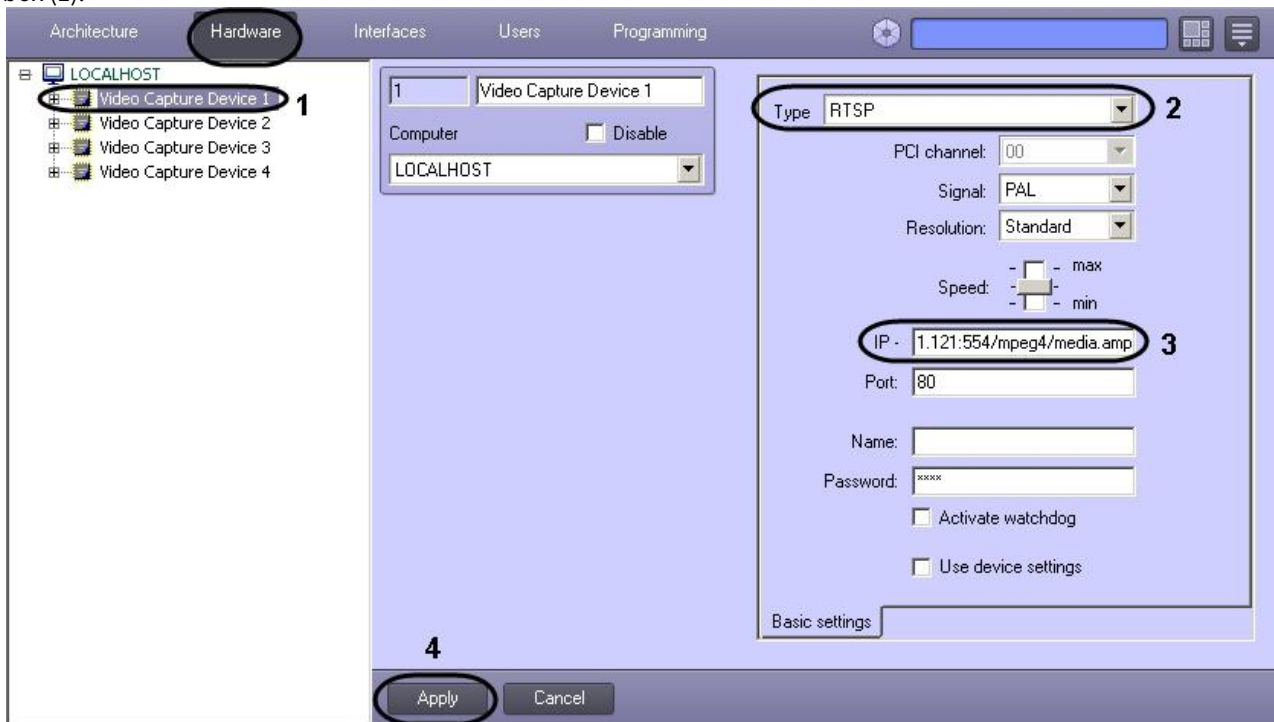 Architecture Hardware Interfaces Users Programming
LOCALHOST
Video Capture Device 1 1
Video Capture Device 2
Video Capture Device 3
Video Capture Device 4
1 Video Capture Device 1
Computer Disable
LOCALHOST
Type RTSP 2
PCI channel: 00
Signal: PAL
Resolution: Standard
- - max
Speed: - -
- - min
IP - 1.121:554/mpeg4/media.amp 3
Port: 80
Name:
Password: ****
Activate watchdog
Use device settings
Basic settings
4
Apply Cancel